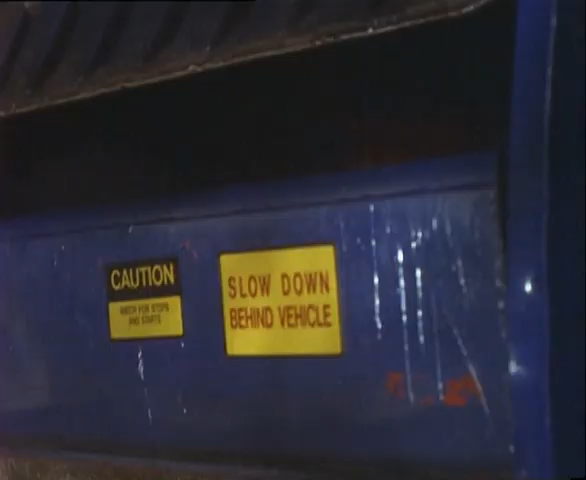 CAUTION
WATCH FOR STOPS
AND STARTS
SLOW DOWN
BEHIND VEHICLE